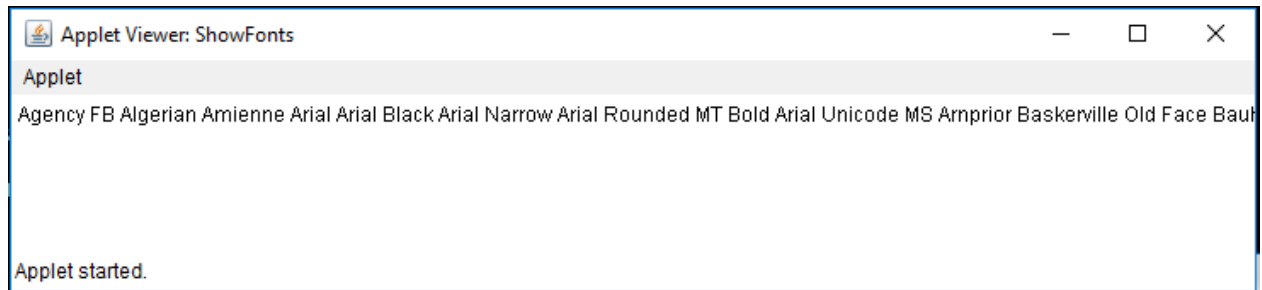 Applet Viewer: ShowFonts
Applet
Agency FB Algerian Amienne Arial Arial Black Arial Narrow Arial Rounded MT Bold Arial Unicode MS Arnprior Baskerville Old Face
Applet started.